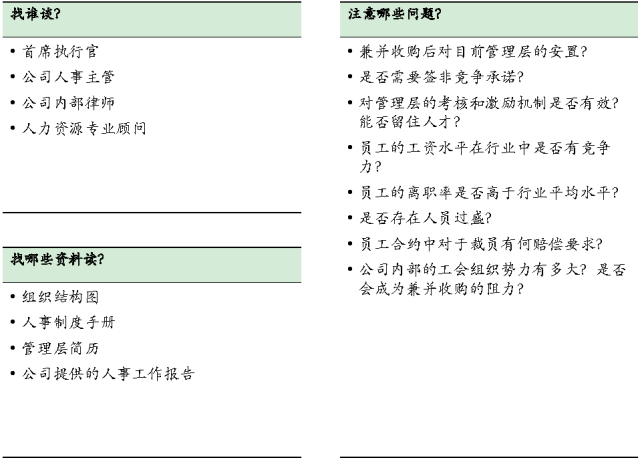 找谁谈?
• 首席执行官
• 公司人事主管
• 公司内部律师
• 人力资源专业顾问
找哪些资料读?
• 组织结构图
• 人事制度手册
• 管理层简历
• 公司提供的人事工作报告
注意哪些问题?
• 兼并收购后对目前管理层的安置?
• 是否需要签非竞争承诺?
• 对管理层的考核和激励机制是否有效?
能否留住人才?
• 员工的工资水平在行业中是否有竞争
力?
• 员工的离职率是否高于行业平均水平?
• 是否存在人员过盛?
• 员工合约中对于裁员有何赔偿要求?
• 公司内部的工会组织势力有多大? 是否
会成为兼并收购的阻力?